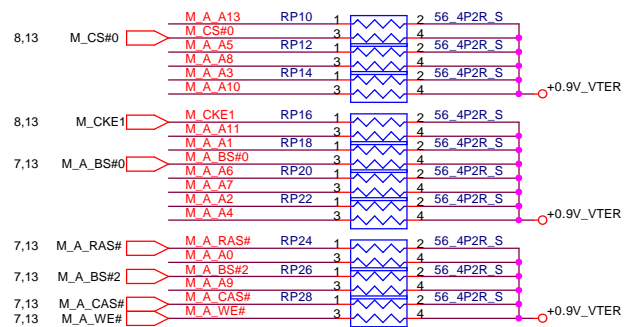 M_A_A13 RP10 1 2 56_4P2R_S
8,13 M_CS#0 M_CS#0 3 4
M_A_A5 RP12 1 2 56_4P2R_S
M_A_A8 3 4
M_A_A3 RP14 1 2 56_4P2R_S
M_A_A10 3 4 +0.9V_VTER
8,13 M_CKE1 M_CKE1 RP16 1 2 56_4P2R_S
M_A_A11 3 4
M_A_A1 RP18 1 2 56_4P2R_S
7,13 M_A_BS#0 M_A_BS#0 3 4
M_A_A6 RP20 1 2 56_4P2R_S
M_A_A7 3 4
M_A_A2 RP22 1 2 56_4P2R_S
M_A_A4 3 4 +0.9V_VTER
7,13 M_A_RAS# M_A_RAS# RP24 1 2 56_4P2R_S
M_A_A0 3 4
7,13 M_A_BS#2 M_A_BS#2 RP26 1 2 56_4P2R_S
M_A_A9 3 4
7,13 M_A_CAS# M_A_CAS# RP28 1 2 56_4P2R_S
7,13 M_A_WE# M_A_WE# 3 4 +0.9V_VTER